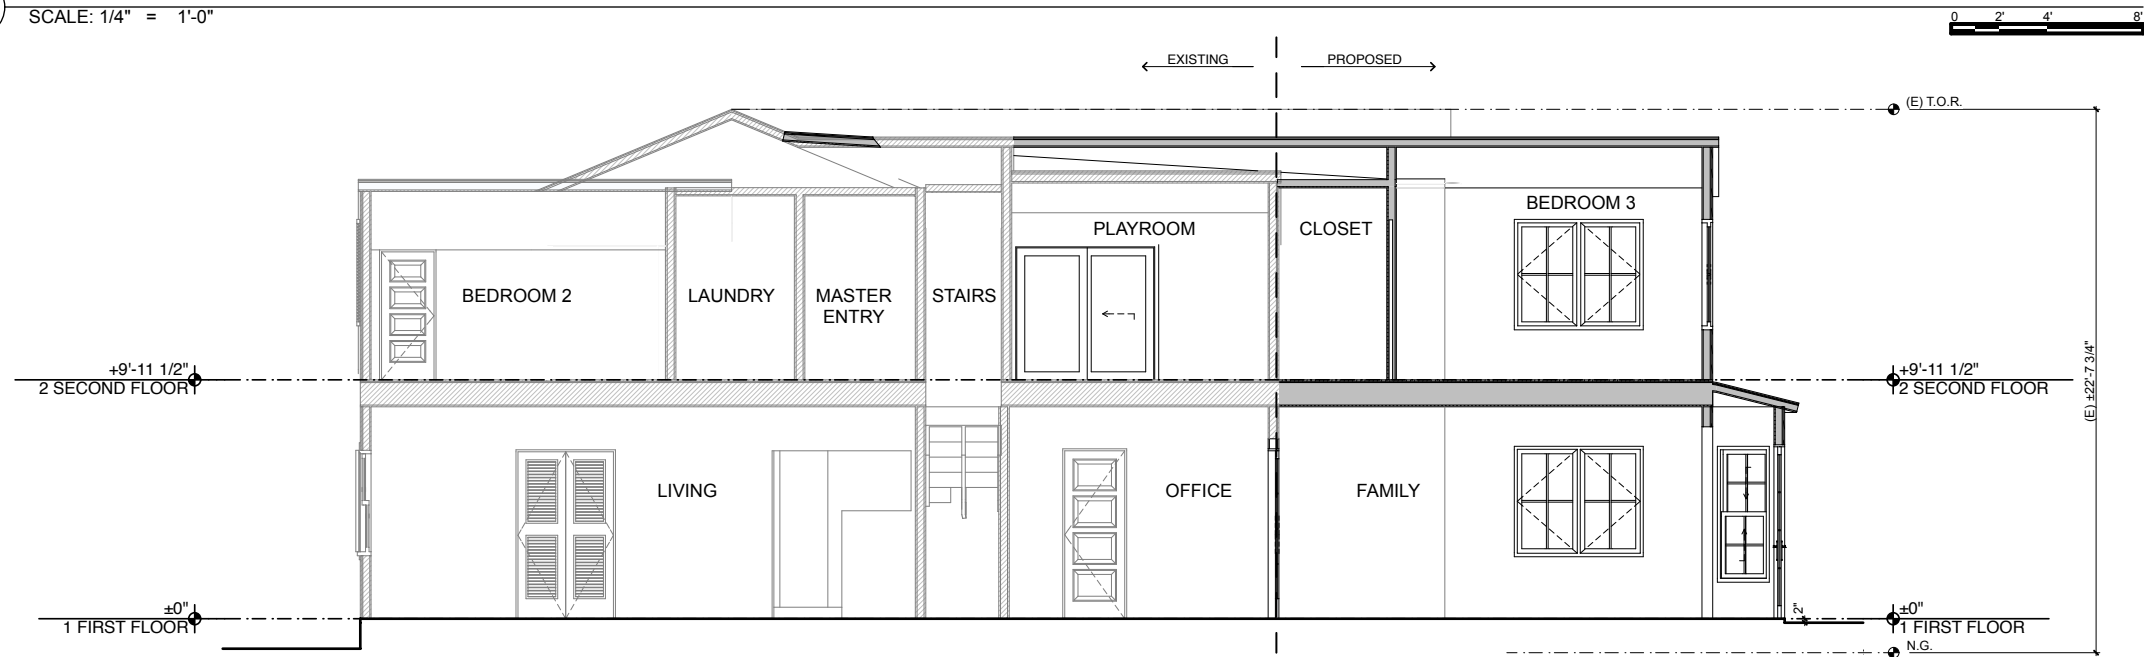 SCALE: 1/4" = 1'-0"
0 2' 4' 8'
EXISTING
PROPOSED
(E) T.O.R.
BEDROOM 3
PLAYROOM
CLOSET
BEDROOM 2
LAUNDRY
MASTER
ENTRY
STAIRS
+9'-11 1/2"
2 SECOND FLOOR
+9'-11 1/2"
2 SECOND FLOOR
(E) ±22'-7 3/4"
LIVING
OFFICE
FAMILY
±0"
1 FIRST FLOOR
2"
±0"
1 FIRST FLOOR
N.G.